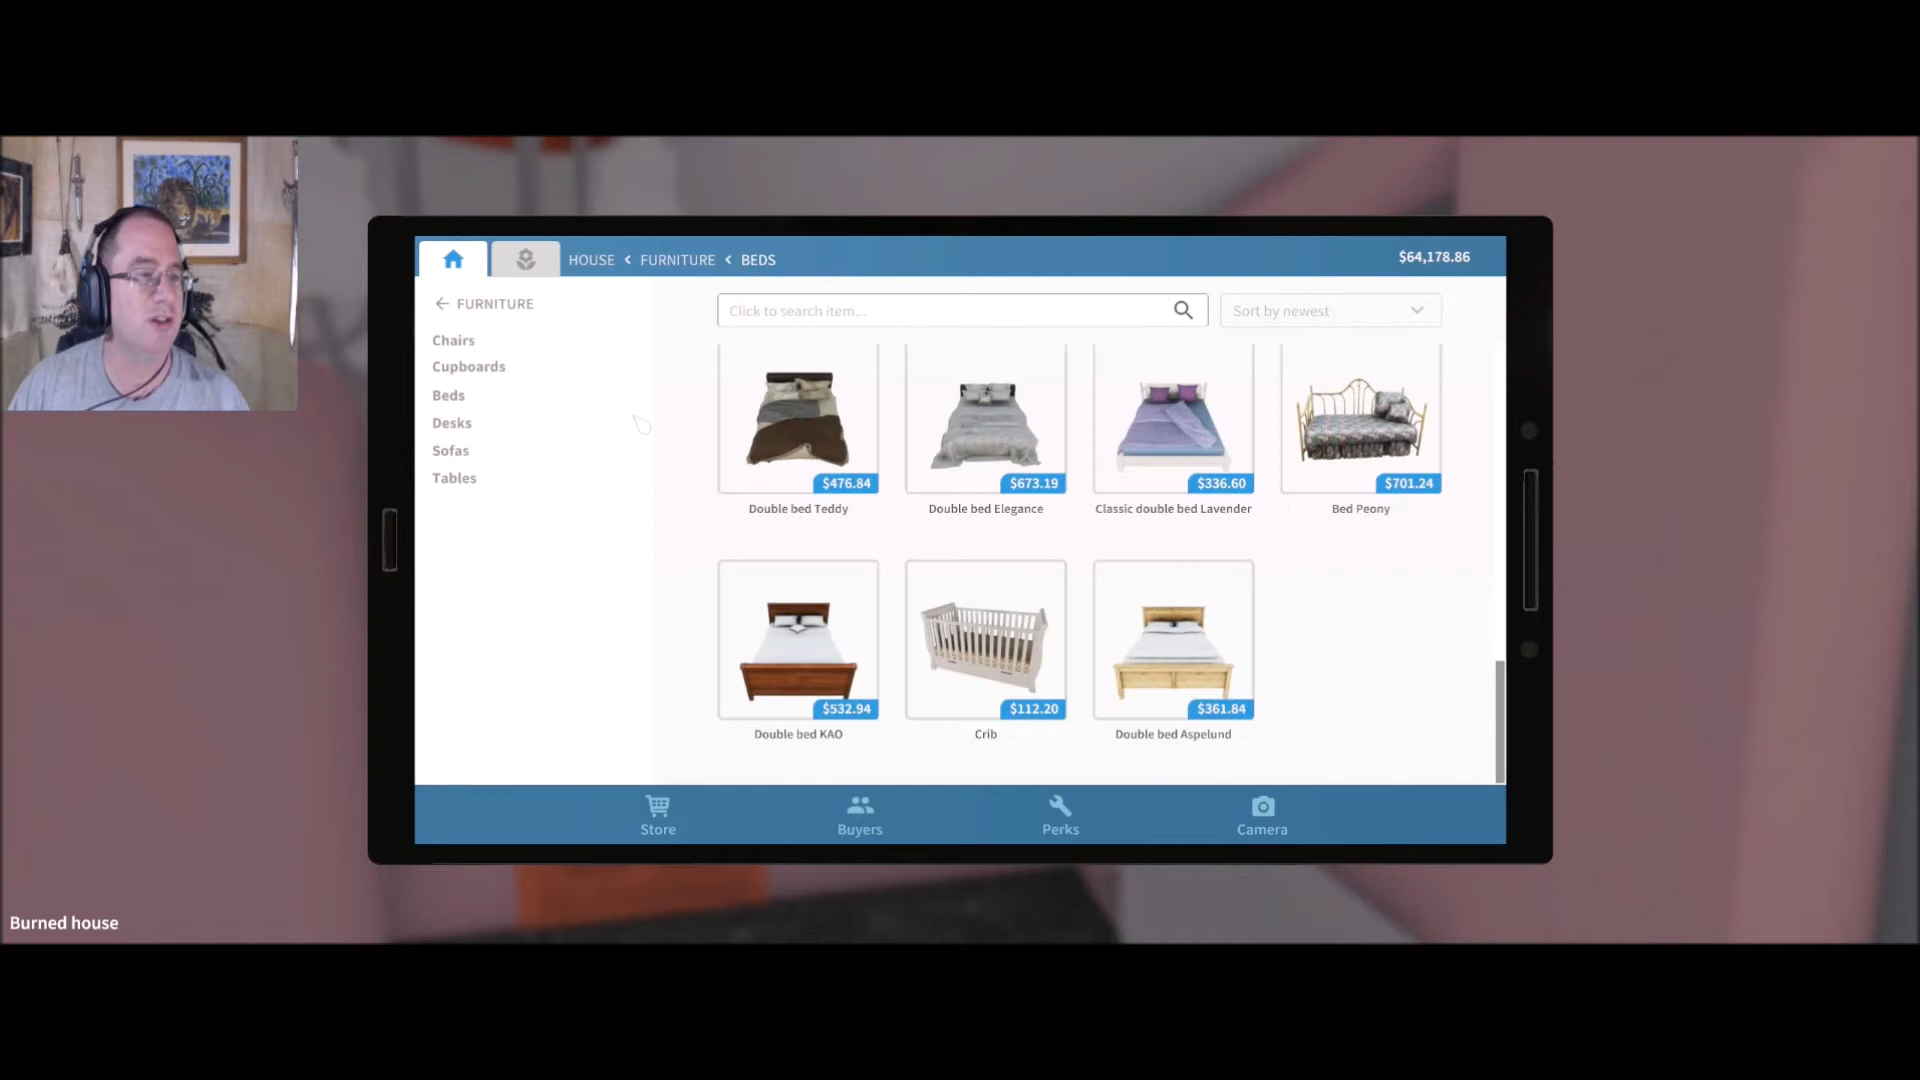 HOUSE < FURNITURE < BEDS
$64,178.86
FURNITURE
Click to search item...
Sort by newest
Chairs
Cupboards
Beds
Desks
Sofas
Tables
$476.84
$673.19
$336.60
$701.24
Double bed Teddy
Double bed Elegance
Classic double bed Lavender
Bed Peony
$532.94
$112.20
$361.84
Double bed KAO
Crib
Double bed Aspelund
Store
Buyers
Perks
Camera
Burned house